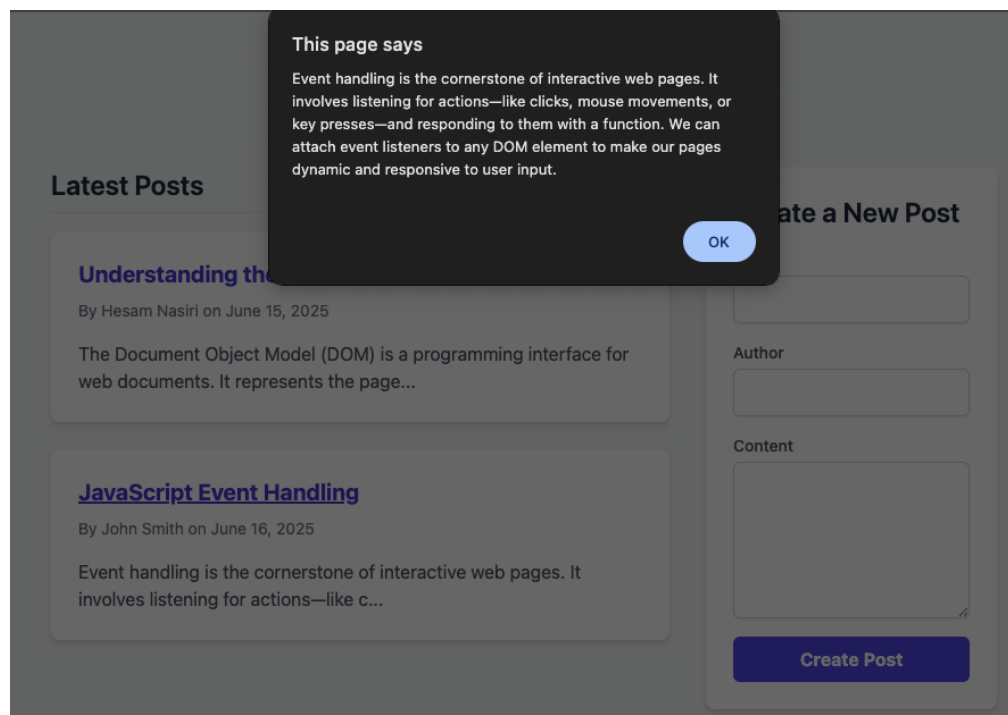 This page says
Event handling is the cornerstone of interactive web pages. It
involves listening for actions—like clicks, mouse movements, or
key presses—and responding to them with a function. We can
attach event listeners to any DOM element to make our pages
dynamic and responsive to user input.
OK
Latest Posts
Understanding the
By Hesam Nasiri on June 15, 2025
The Document Object Model (DOM) is a programming interface for
web documents. It represents the page...
JavaScript Event Handling
By John Smith on June 16, 2025
Event handling is the cornerstone of interactive web pages. It
involves listening for actions—like c...
a New Post
Author
Content
Create Post